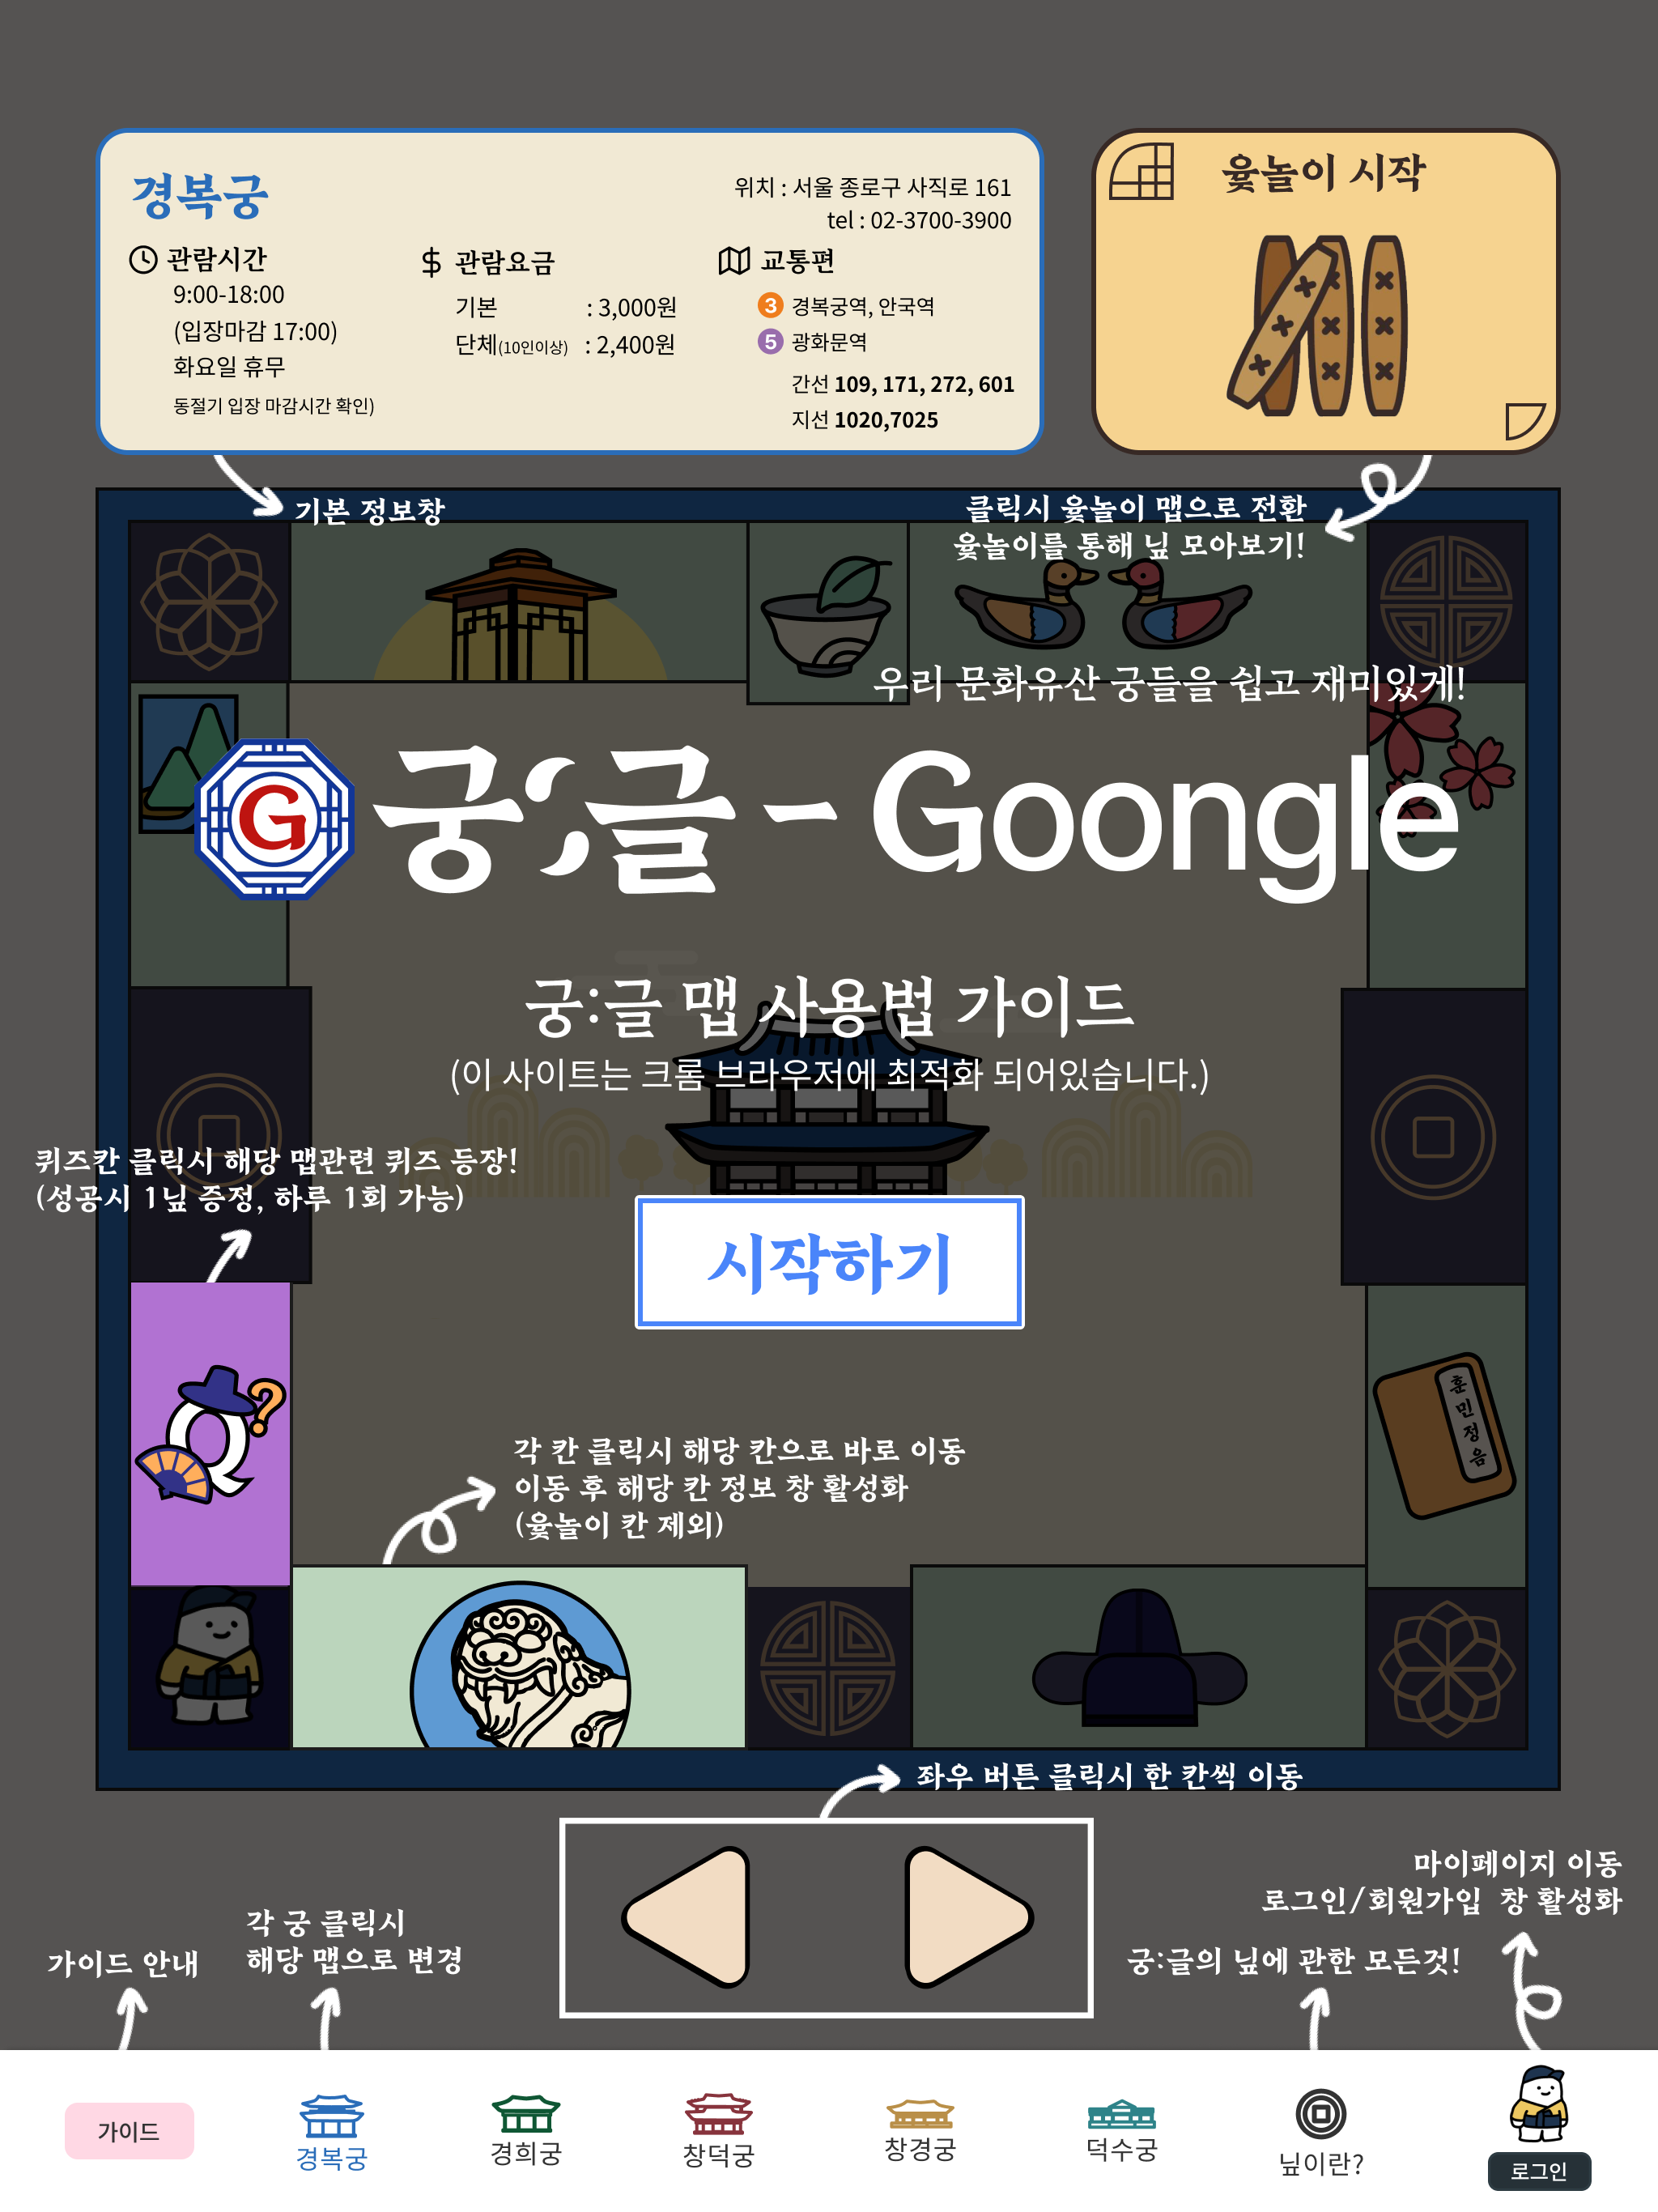 경복궁
위치 : 서울 종로구 사직로 161
tel : 02-3700-3900
관람시간
9:00-18:00
(입장마감 17:00)
화요일 휴무
동절기 입장 마감시간 확인)
$ 관람요금
기본 : 3,000원
단체(10인이상) : 2,400원
교통편
3 경복궁역, 안국역
5 광화문역
간선 109, 171, 272, 601
지선 1020,7025
윷놀이 시작
기본 정보창
클릭시 윷놀이 맵으로 전환
윷놀이를 통해 닢 모아보기!
우리 문화유산 궁들을 쉽고 재미있게!
G 궁:글 - Goongle
궁:글 맵 사용법 가이드
(이 사이트는 크롬 브라우저에 최적화 되어있습니다.)
퀴즈칸 클릭시 해당 맵관련 퀴즈 등장!
(성공시 1닢 증정, 하루 1회 가능)
시작하기
Q?
훈민정음
각 칸 클릭시 해당 칸으로 바로 이동
이동 후 해당 칸 정보 창 활성화
(윷놀이 칸 제외)
좌우 버튼 클릭시 한 칸씩 이동
마이페이지 이동
로그인/회원가입 창 활성화
각 궁 클릭시
해당 맵으로 변경
가이드 안내
궁:글의 닢에 관한 모든것!
가이드
경복궁
경희궁
창덕궁
창경궁
덕수궁
닢이란?
로그인